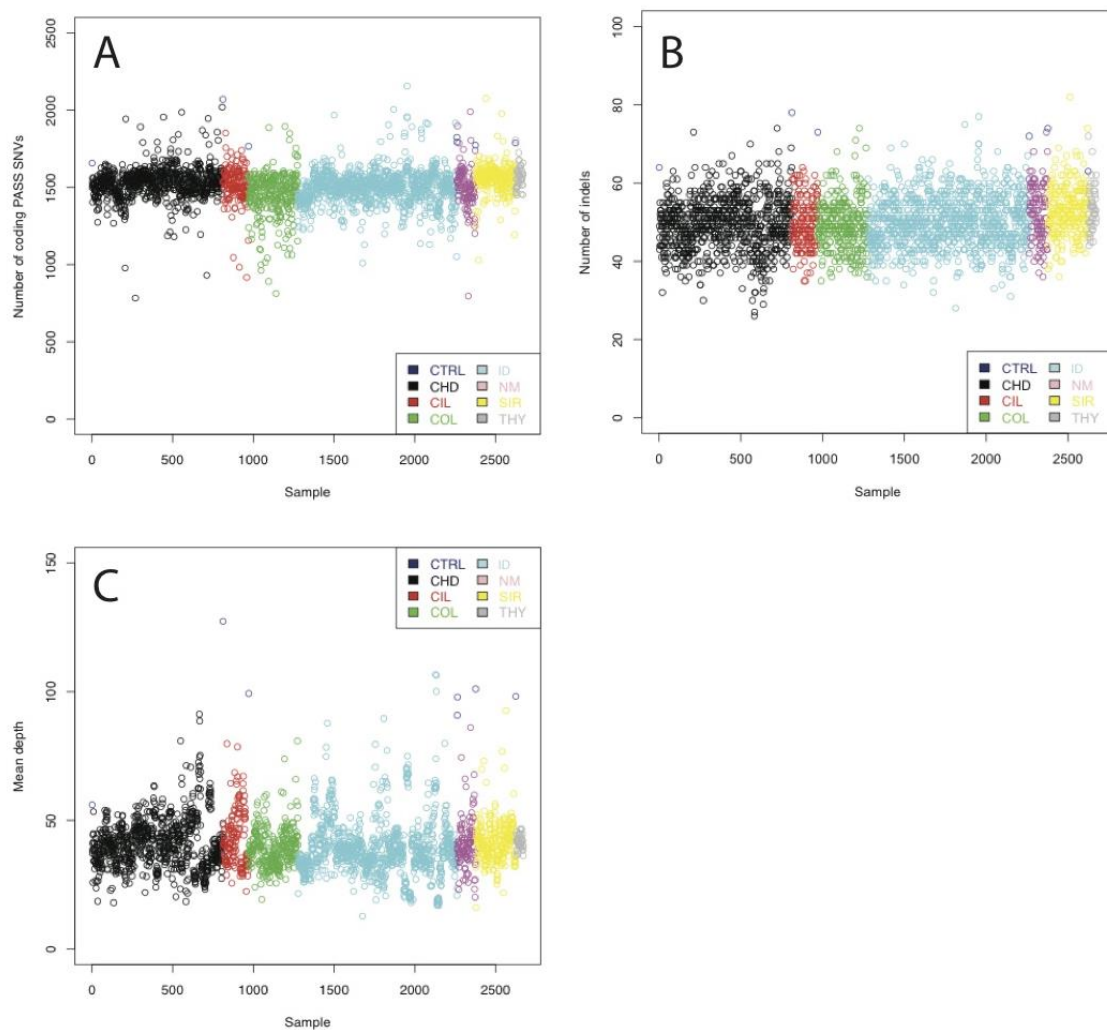 A
Number of coding PASS SNVs
2500
2000
1500
1000
500
0
0 500 1000 1500 2000 2500
Sample
CTRL ID
CHD NM
CIL SIR
COL THY
B
Number of indels
100
80
60
40
20
0
0 500 1000 1500 2000 2500
Sample
CTRL ID
CHD NM
CIL SIR
COL THY
C
Mean depth
150
100
50
0
0 500 1000 1500 2000 2500
Sample
CTRL ID
CHD NM
CIL SIR
COL THY